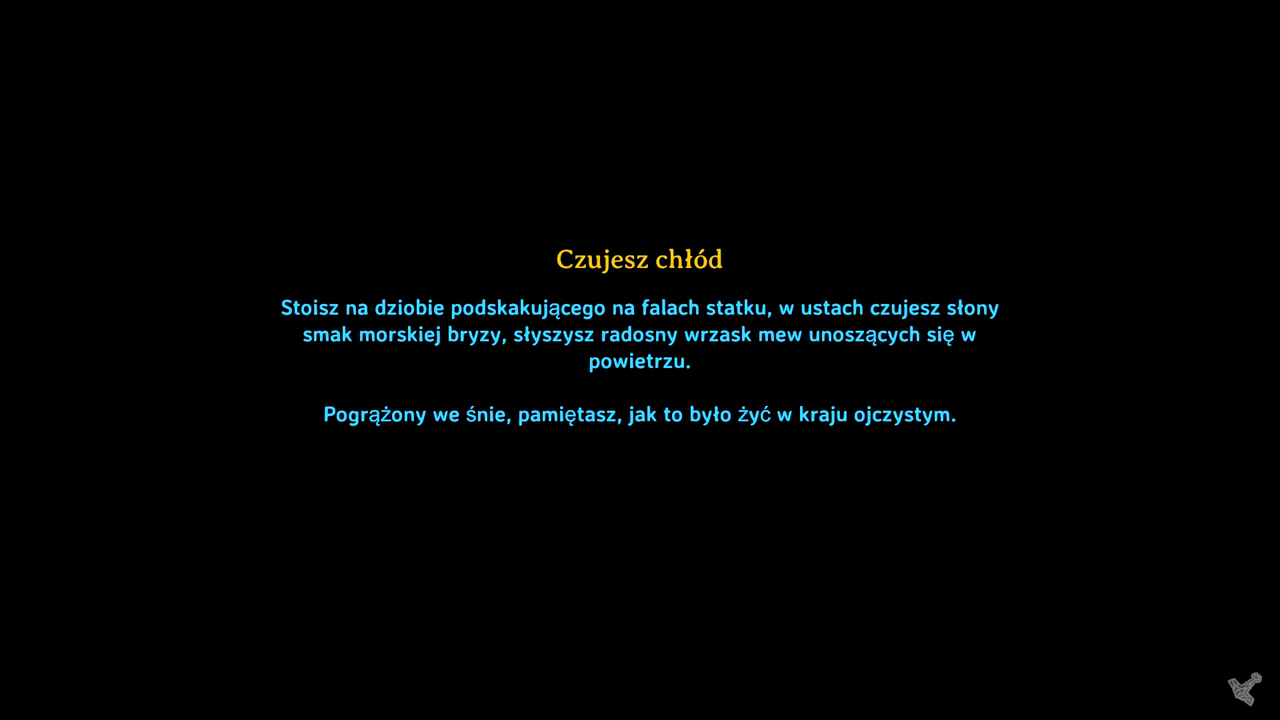 Czujesz chłód
Stoisz na dziobie podskakującego na falach statku, w ustach czujesz słony
smak morskiej bryzy, słyszysz radosny wrzask mew unoszących się w
powietrzu.
Pogrążony we śnie, pamiętasz, jak to było żyć w kraju ojczystym.